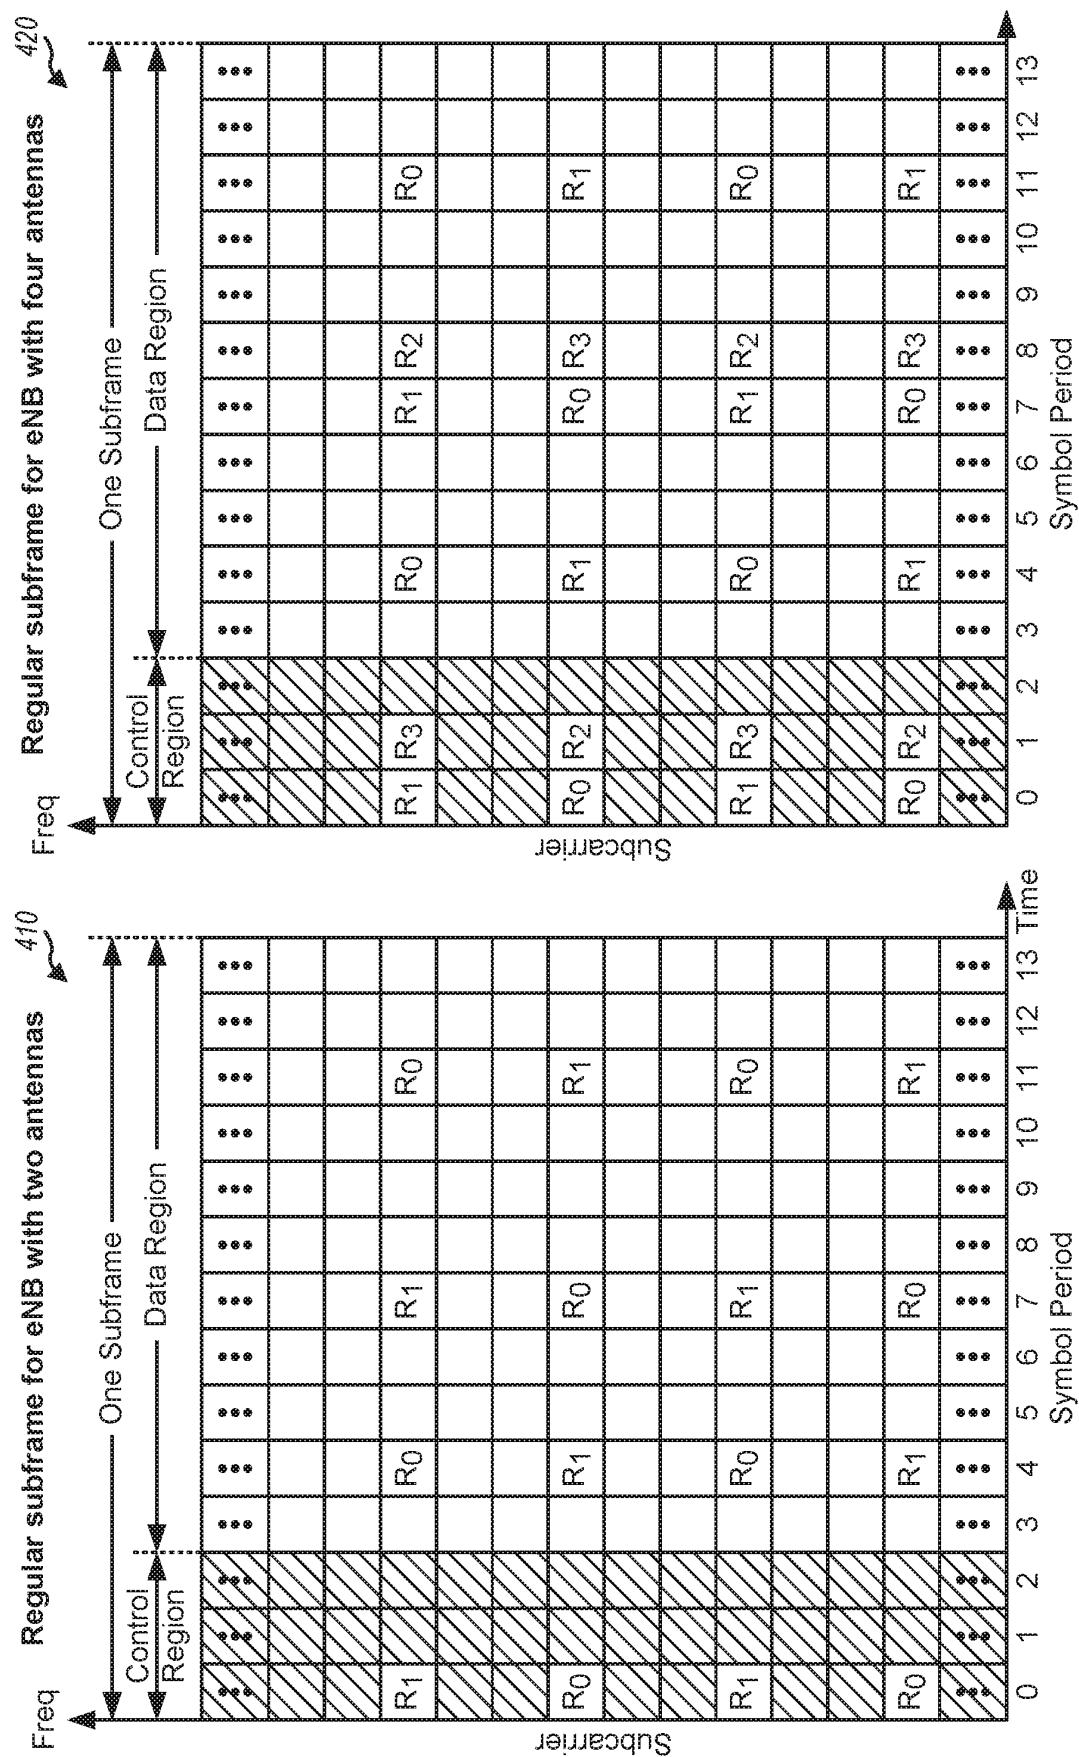 Regular subframe for eNB with two antennas
410
Freq
One Subframe
Control
Region
Data Region
Subcarrier
R1 R0 R1 R0
R0 R1 R0 R1
R1 R0 R1 R0
R0 R1 R0 R1
0 1 2 3 4 5 6 7 8 9 10 11 12 13
Time
Symbol Period
Regular subframe for eNB with four antennas
420
Freq
One Subframe
Control
Region
Data Region
Subcarrier
R1 R3 R0 R1 R2 R0
R0 R2 R1 R0 R3 R1
R1 R3 R0 R1 R2 R0
R0 R2 R1 R0 R3 R1
0 1 2 3 4 5 6 7 8 9 10 11 12 13
Symbol Period